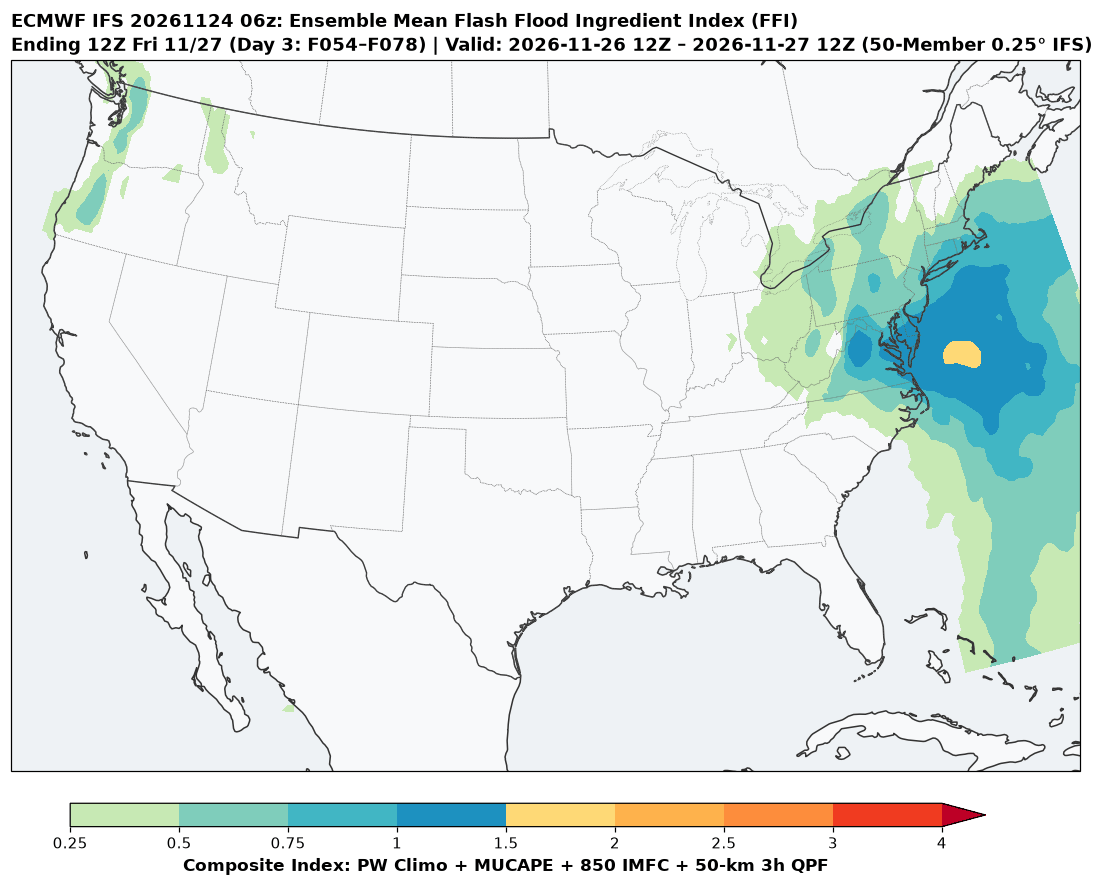 ECMWF IFS 20261124 06z: Ensemble Mean Flash Flood Ingredient Index (FFI)
Ending 12Z Fri 11/27 (Day 3: F054–F078) | Valid: 2026-11-26 12Z – 2026-11-27 12Z (50-Member 0.25° IFS)
0.25 0.5 0.75 1 1.5 2 2.5 3 4
Composite Index: PW Climo + MUCAPE + 850 IMFC + 50-km 3h QPF